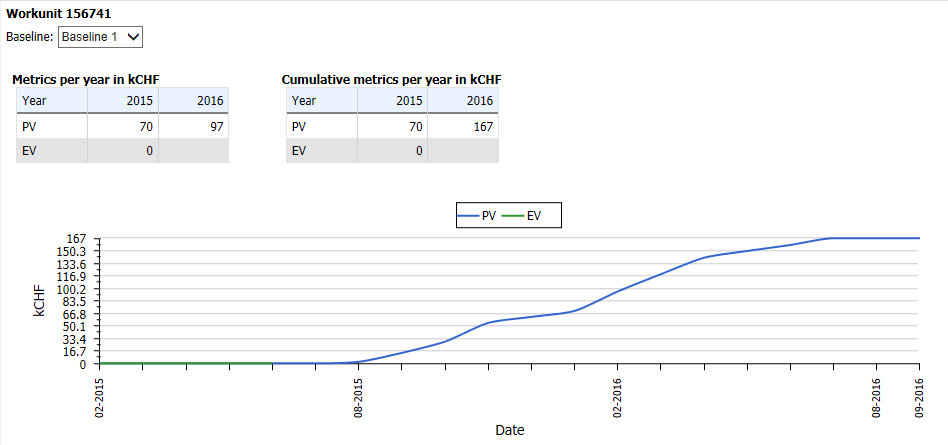 Workunit 156741
Baseline: Baseline 1
Metrics per year in kCHF
Year 2015 2016
PV 70 97
EV 0
Cumulative metrics per year in kCHF
Year 2015 2016
PV 70 167
EV 0
PV EV
167
150.3
133.6
116.9
100.2
83.5
66.8
50.1
33.4
16.7
0
kCHF
02-2015
08-2015
02-2016
08-2016
09-2016
Date